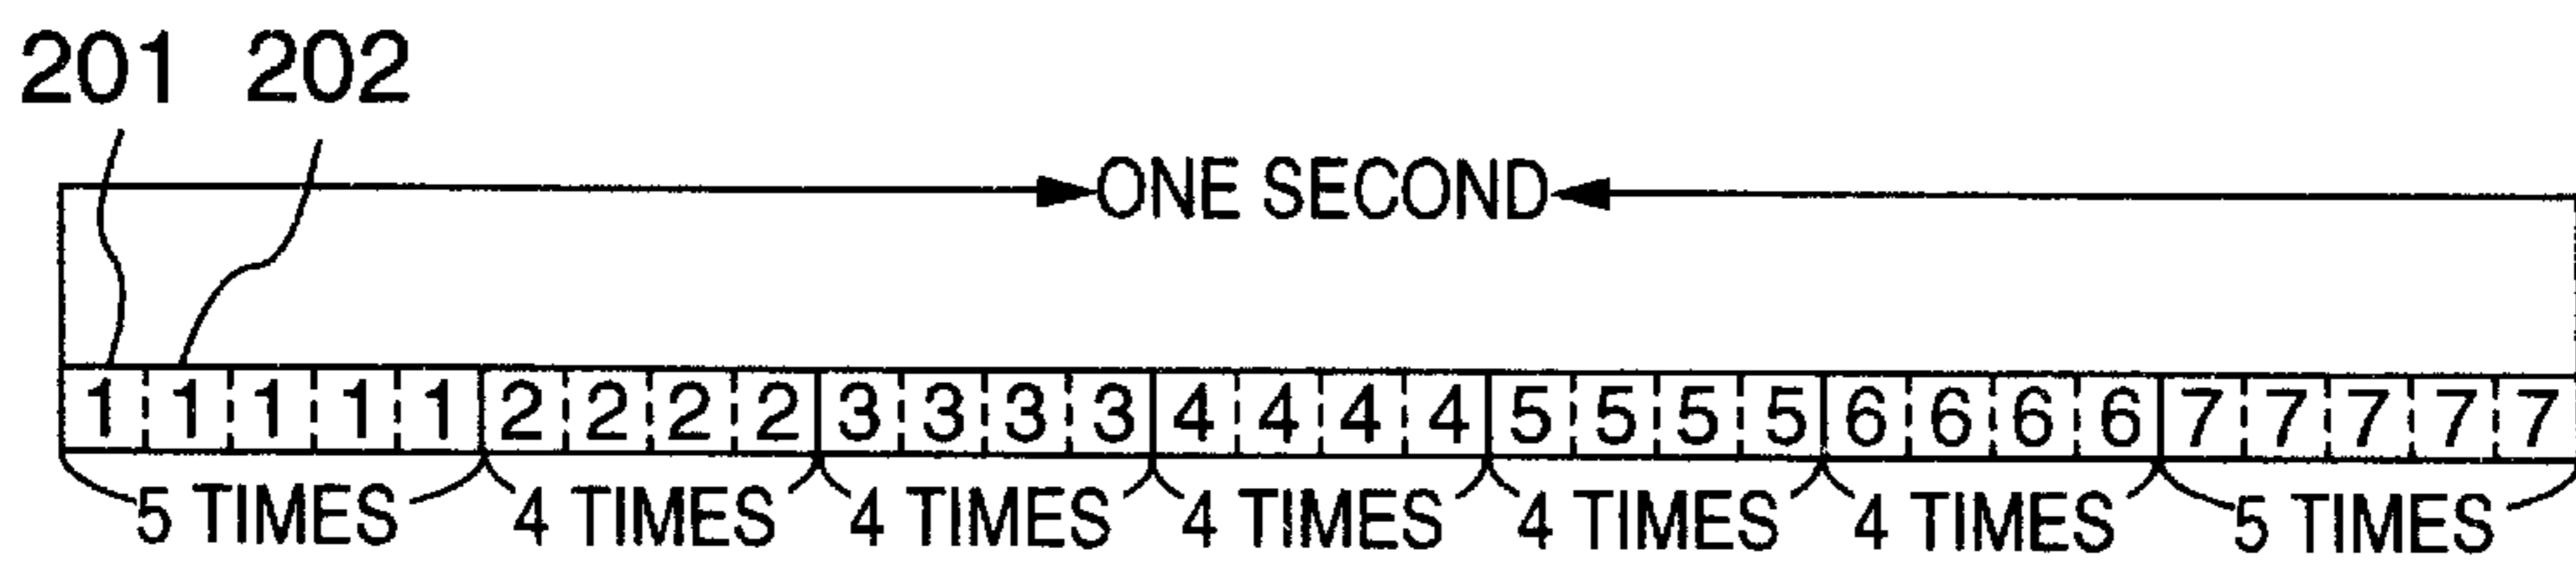 201 202
ONE SECOND
1 1 1 1 1 2 2 2 2 3 3 3 3 4 4 4 4 5 5 5 5 6 6 6 6 7 7 7 7 7
5 TIMES 4 TIMES 4 TIMES 4 TIMES 4 TIMES 4 TIMES 5 TIMES